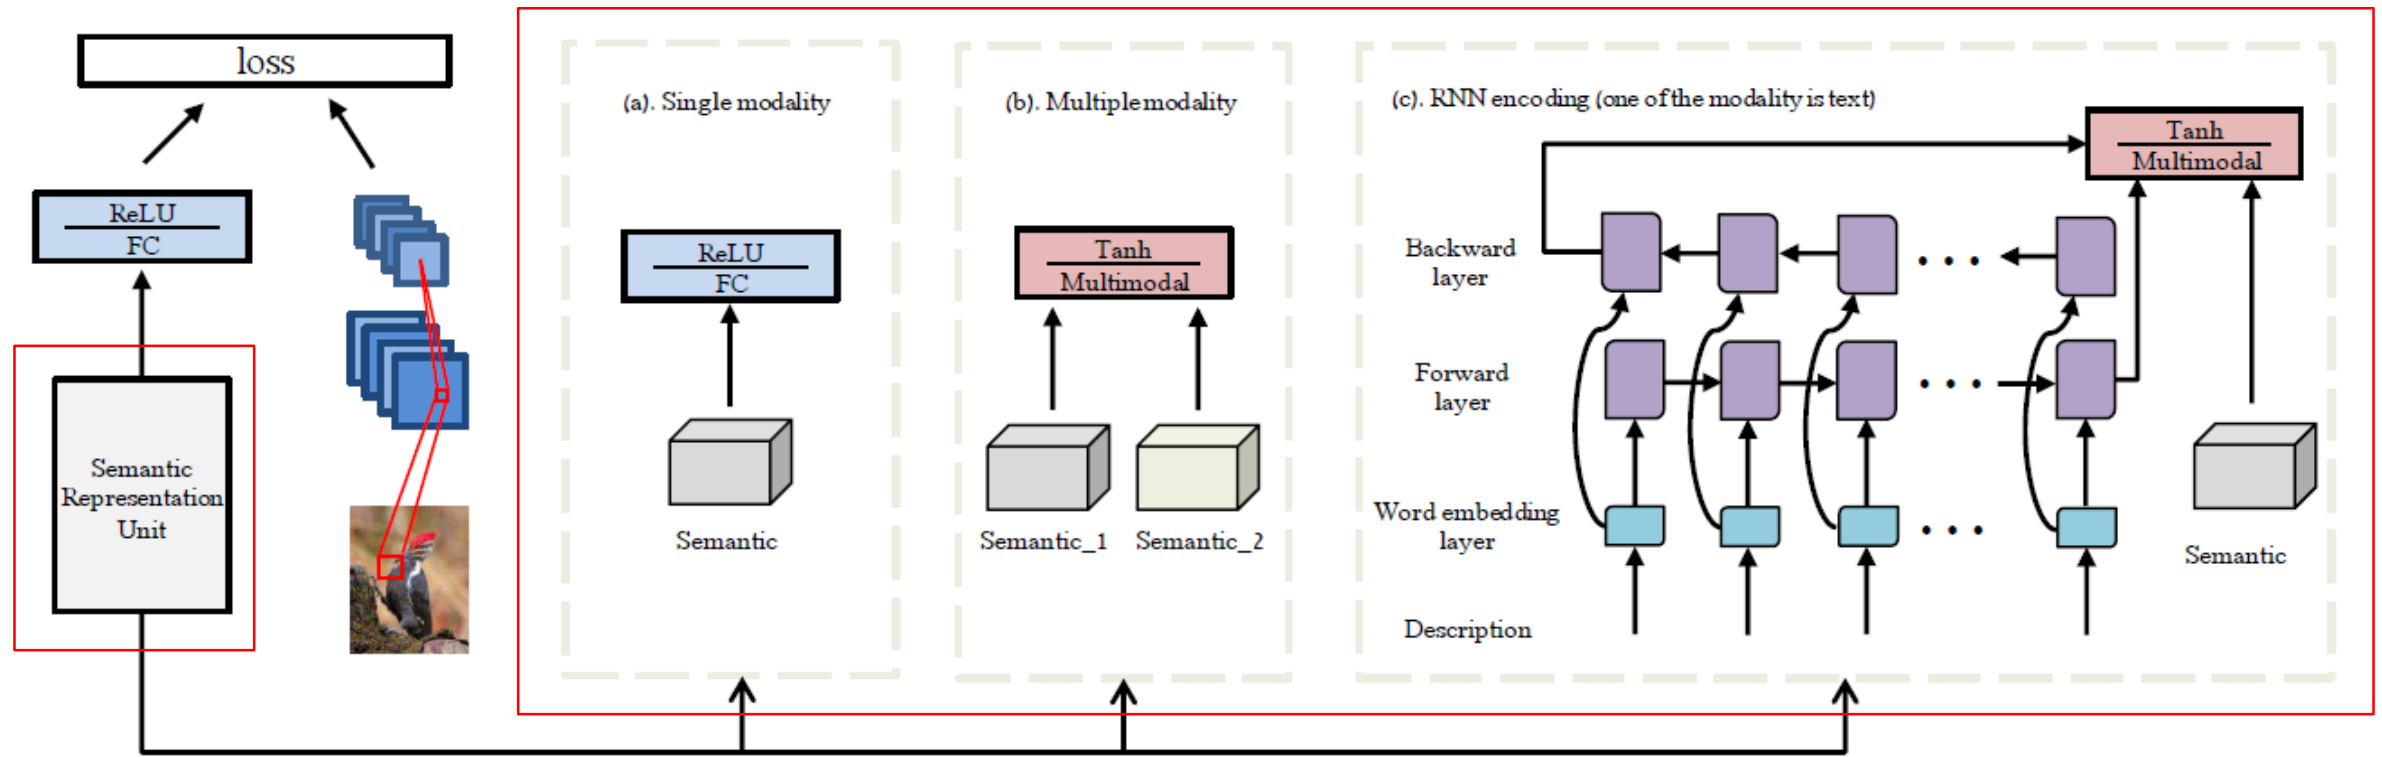 loss
ReLU
FC
Semantic
Representation
Unit
(a). Single modality
ReLU
FC
Semantic
(b). Multiple modality
Tanh
Multimodal
Semantic_1
Semantic_2
(c). RNN encoding (one of the modality is text)
Tanh
Multimodal
Backward
layer
Forward
layer
Word embedding
layer
Description
Semantic